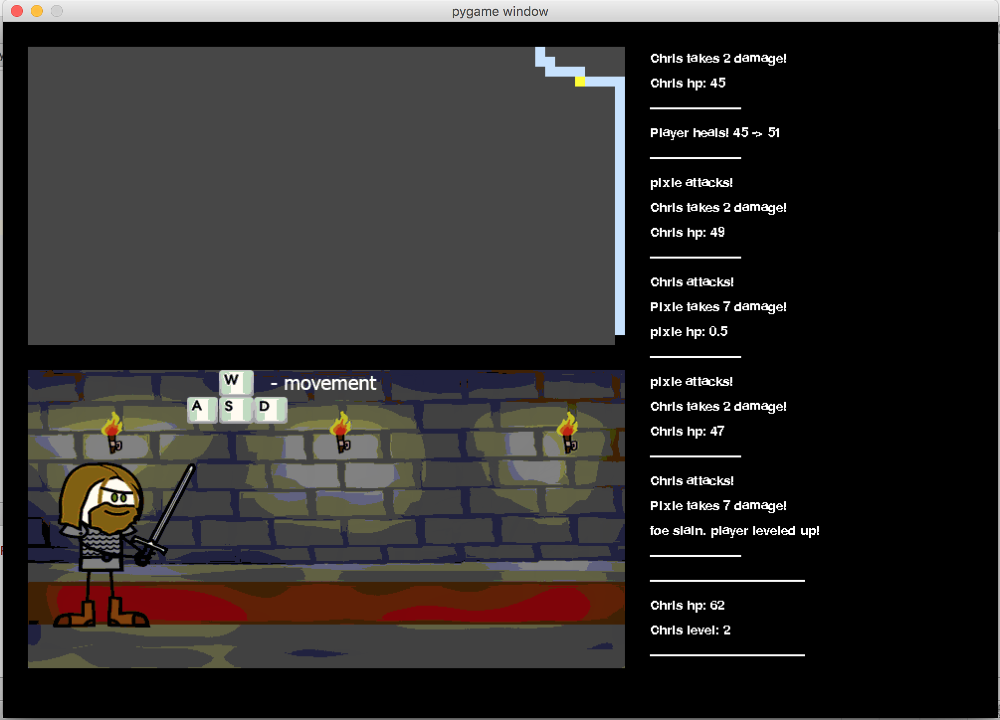 pygame window
Chris takes 2 damage!
Chris hp: 45
Player heals! 45 -> 51
pixie attacks!
Chris takes 2 damage!
Chris hp: 49
Chris attacks!
Pixie takes 7 damage!
pixie hp: 0.5
pixie attacks!
Chris takes 2 damage!
Chris hp: 47
Chris attacks!
Pixie takes 7 damage!
foe slain. player leveled up!
Chris hp: 62
Chris level: 2
W - movement
A S D